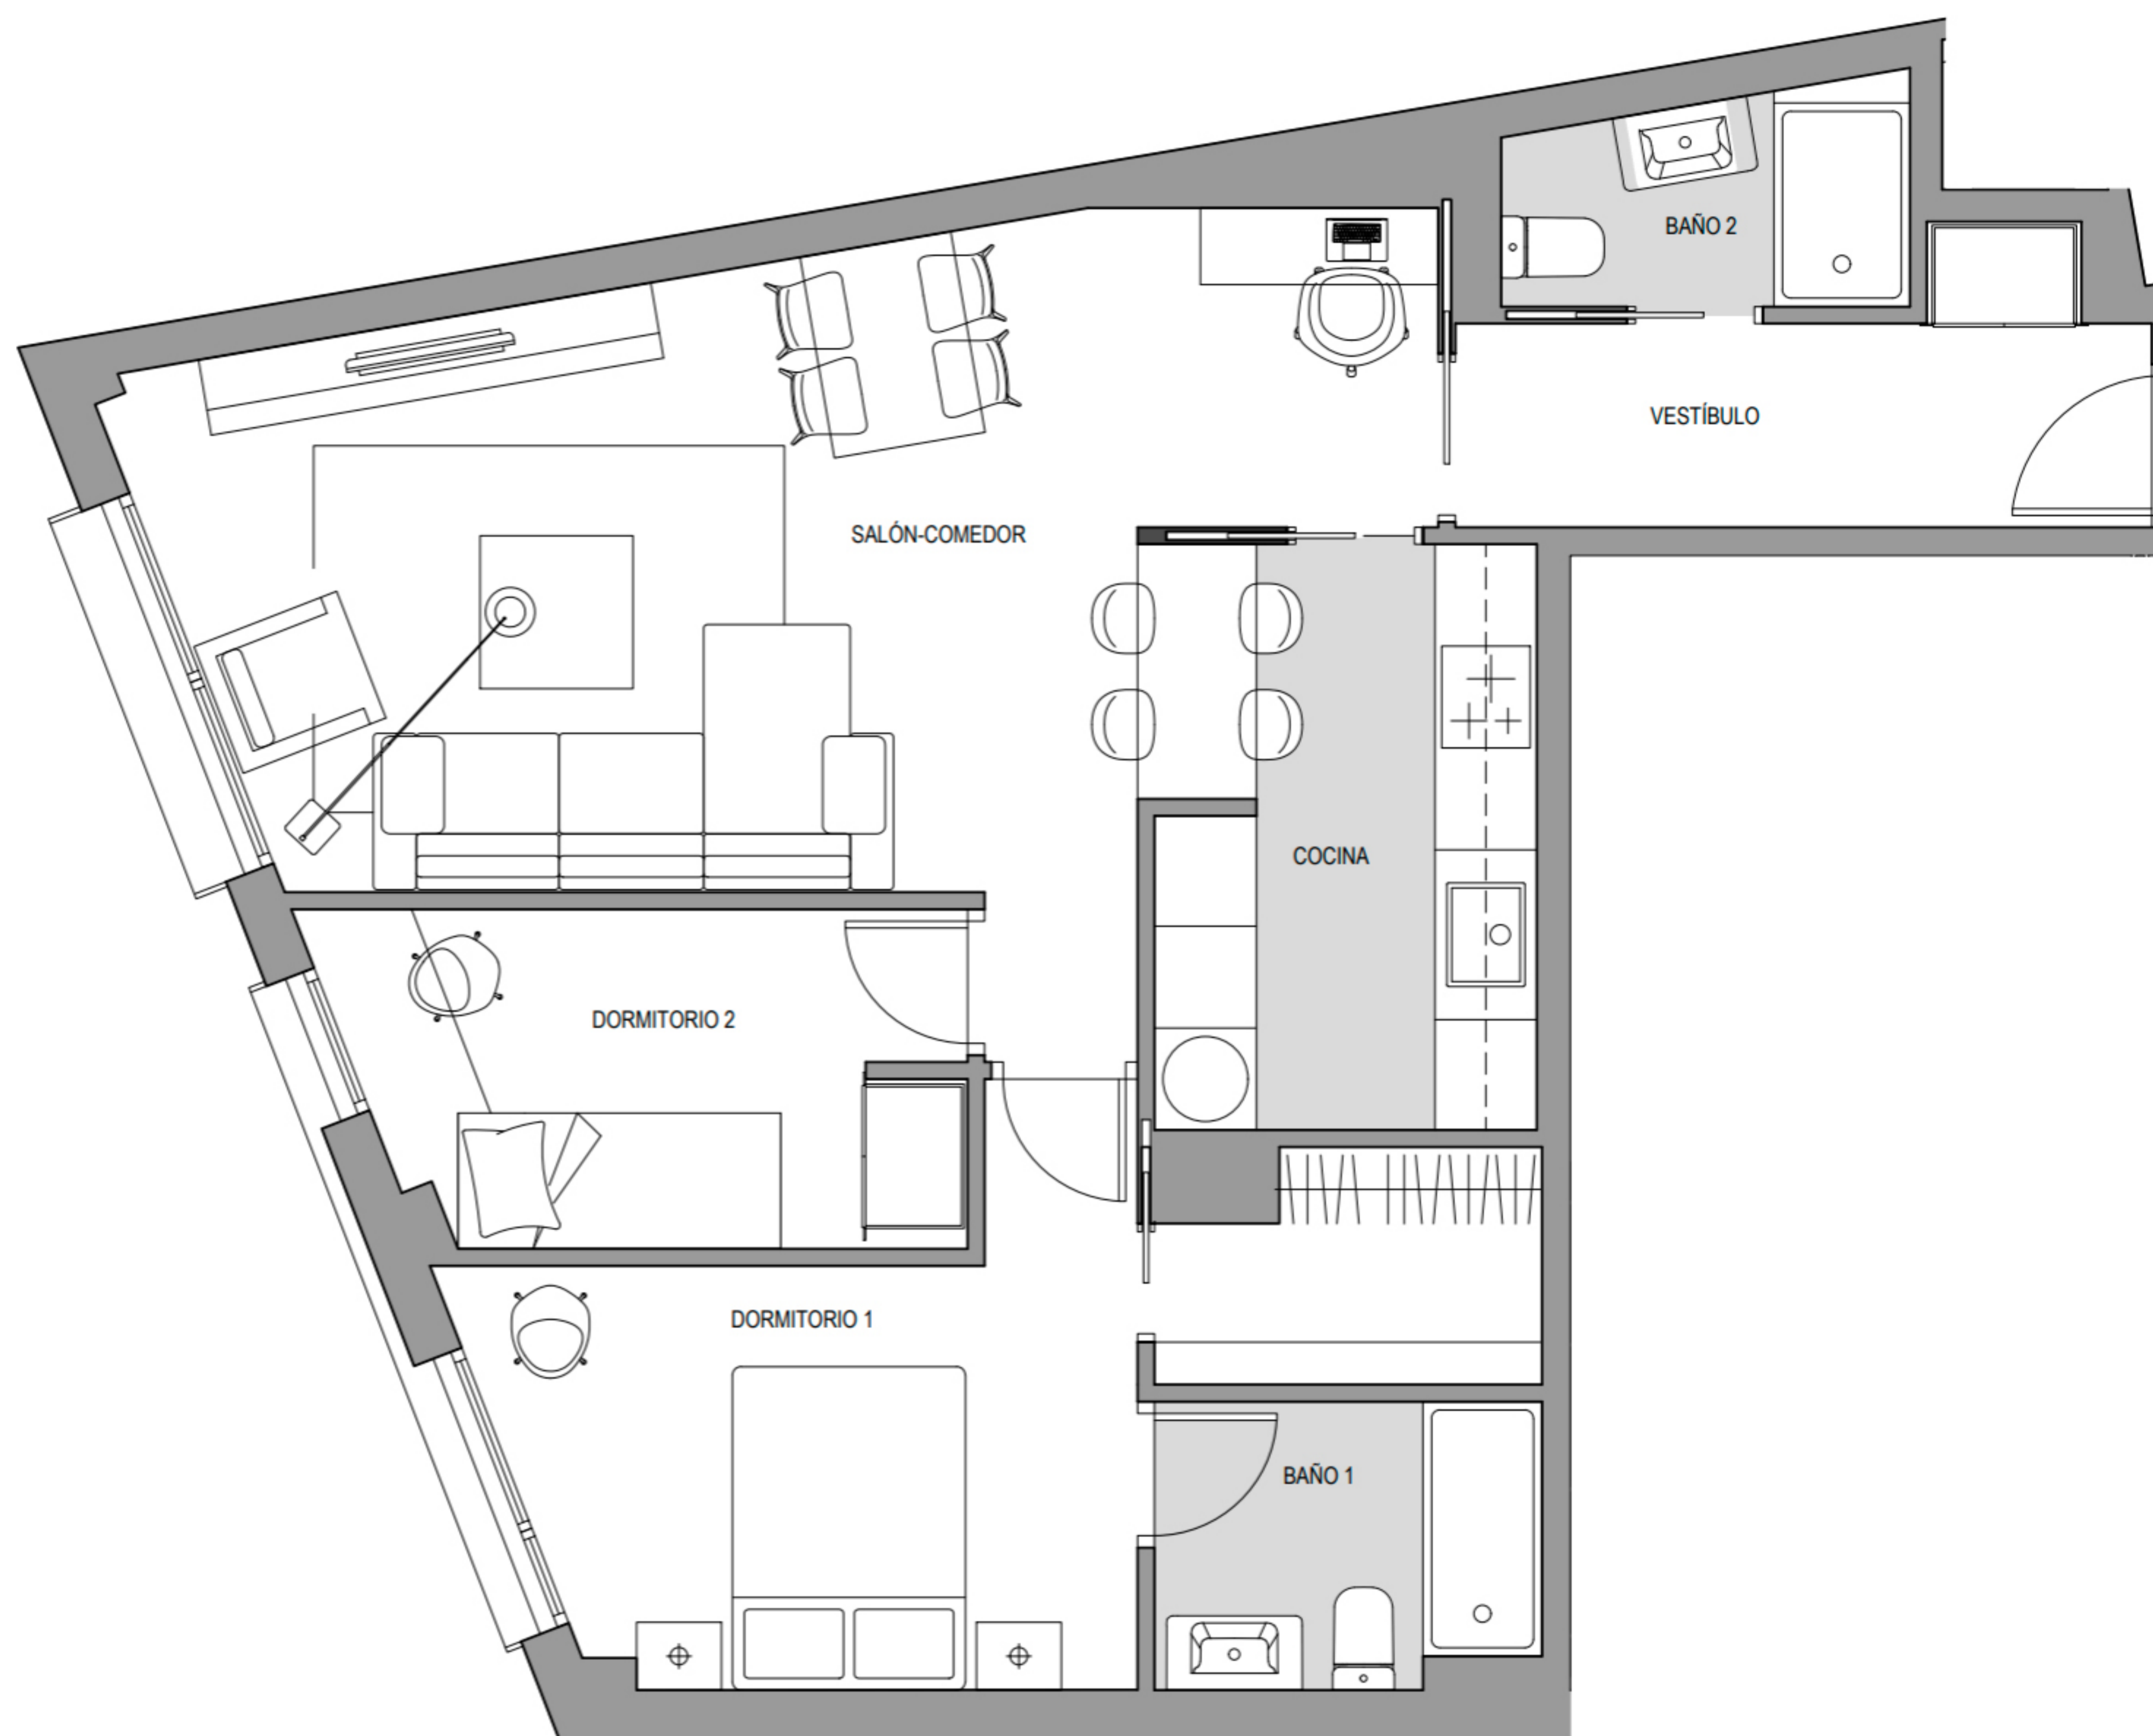 BAÑO 2
VESTÍBULO
SALÓN-COMEDOR
COCINA
DORMITORIO 2
DORMITORIO 1
BAÑO 1